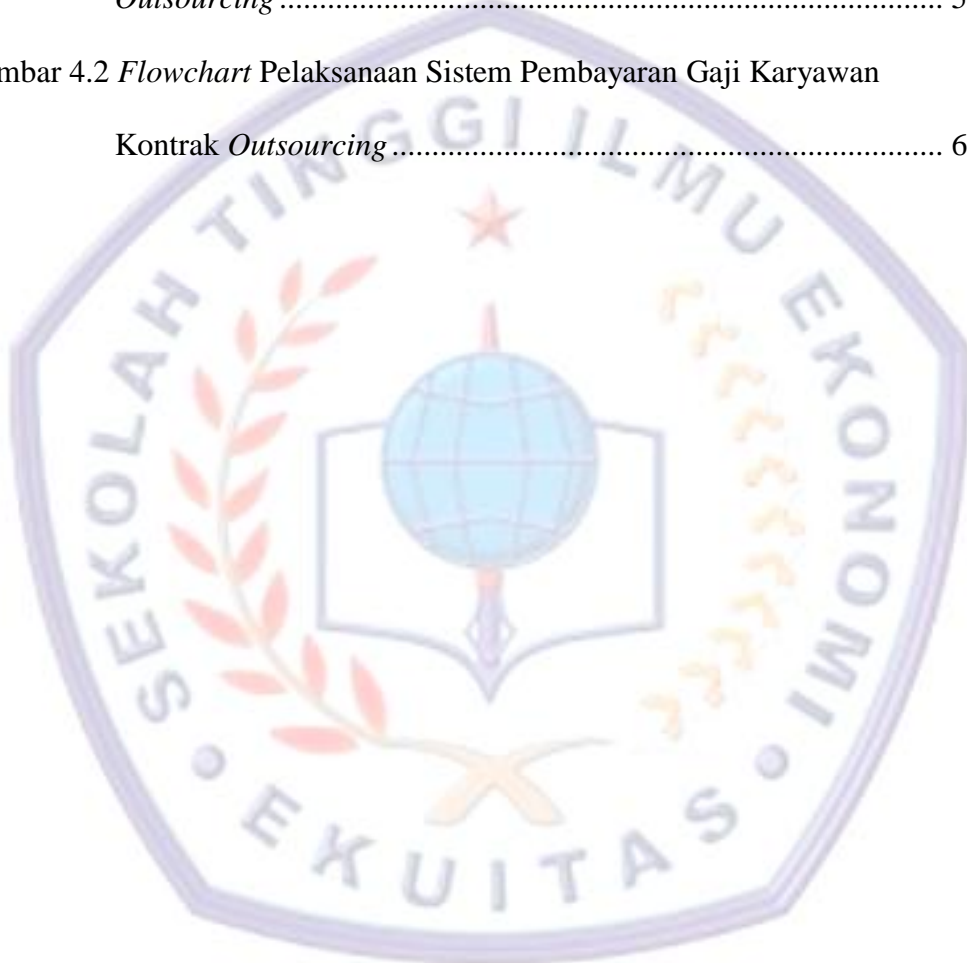 Outsourcing ........................................................................................ 5
mbar 4.2 Flowchart Pelaksanaan Sistem Pembayaran Gaji Karyawan
Kontrak Outsourcing ......................................................................... 6
SEKOLAH TINGGI ILMU EKONOMI
• EKUITAS •